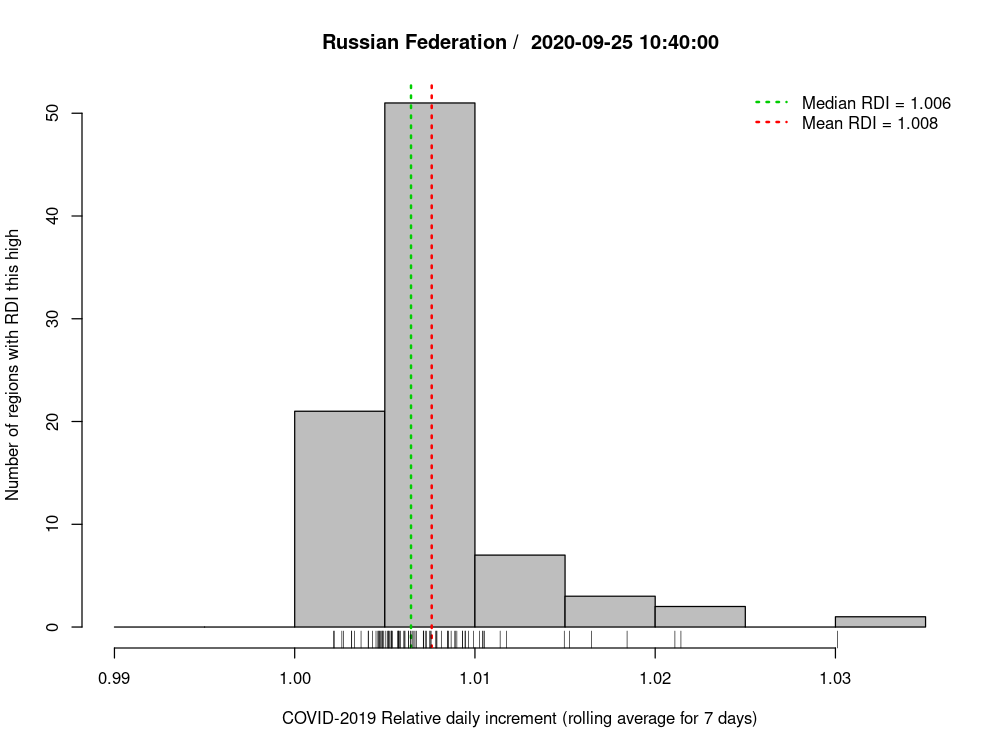 Russian Federation /  2020-09-25 10:40:00
Median RDI = 1.006
Mean RDI = 1.008
Number of regions with RDI this high
50
40
30
20
10
0
0.99 1.00 1.01 1.02 1.03
COVID-2019 Relative daily increment (rolling average for 7 days)